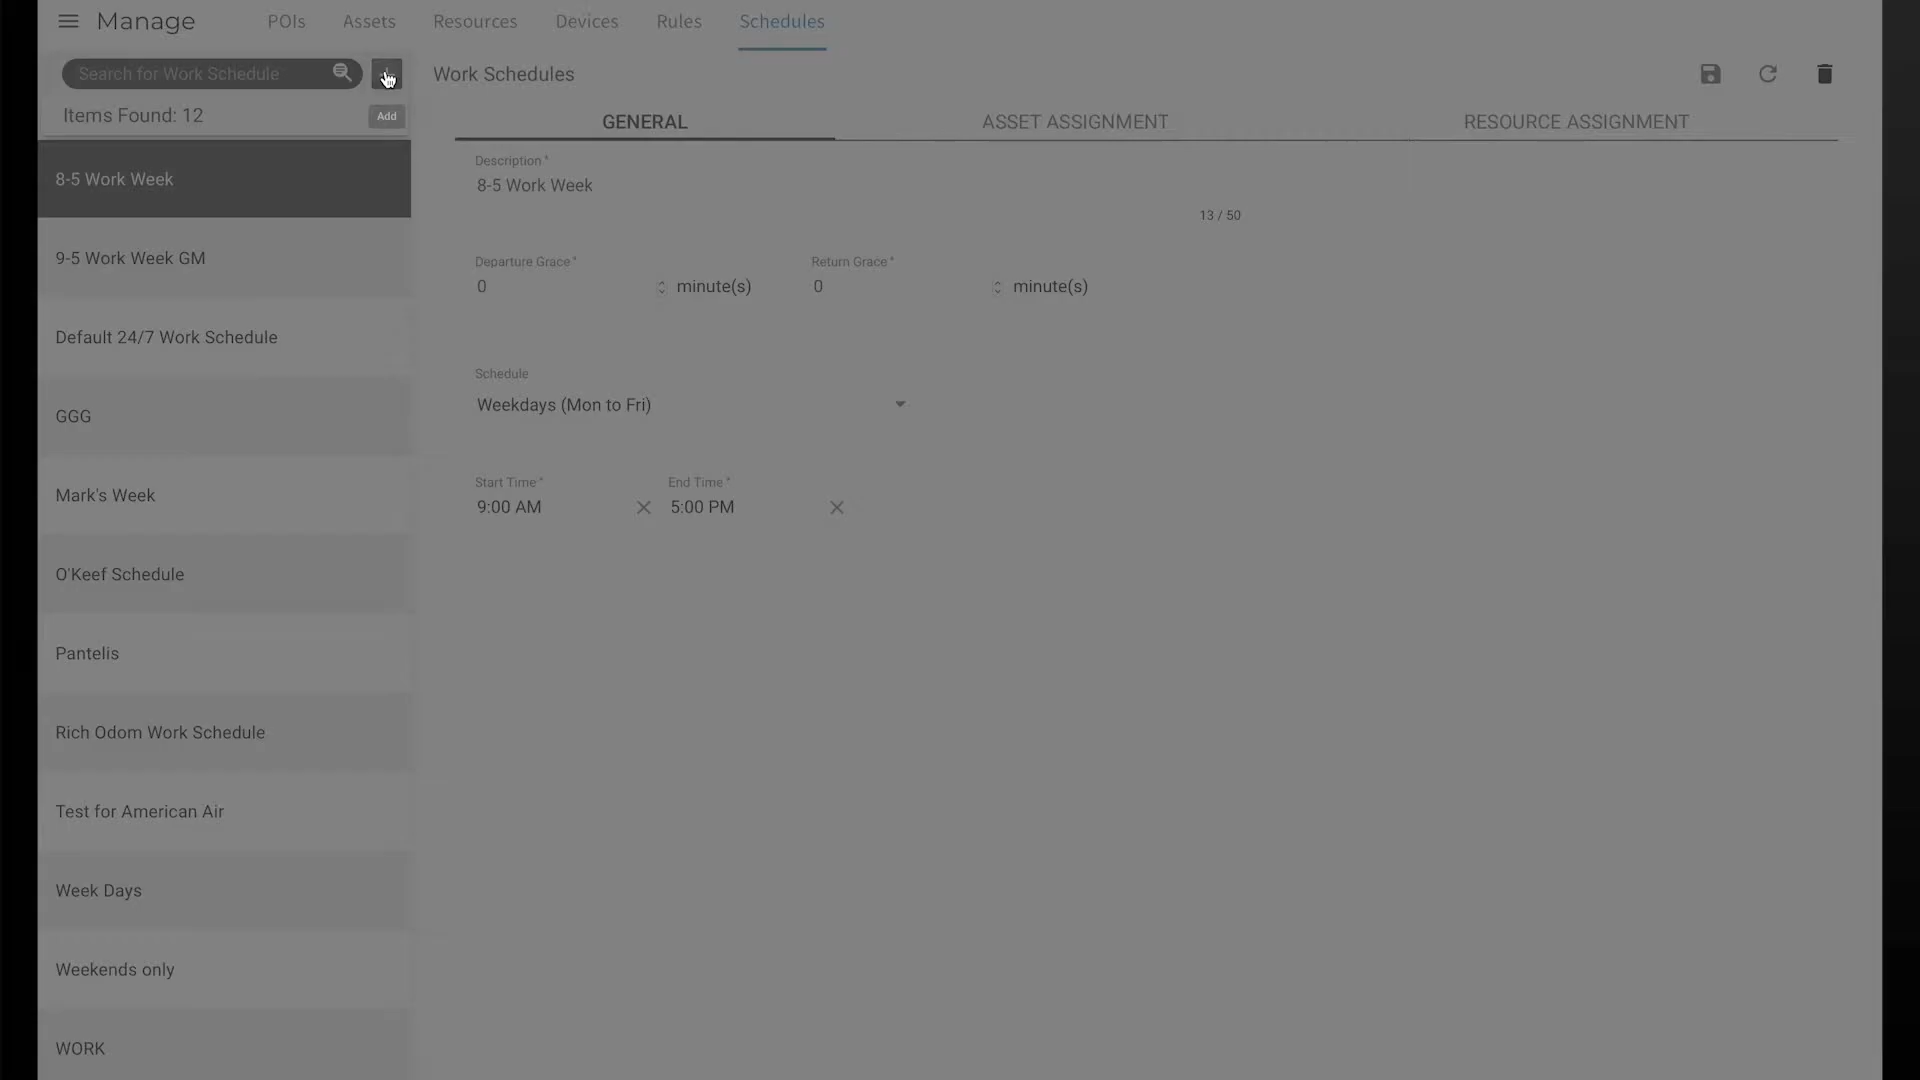 Manage
POIs
Assets
Resources
Devices
Rules
Schedules
Search for Work Schedule
Items Found: 12
Add
8-5 Work Week
9-5 Work Week GM
Default 24/7 Work Schedule
GGG
Mark's Week
O'Keef Schedule
Pantelis
Rich Odom Work Schedule
Test for American Air
Week Days
Weekends only
WORK
Work Schedules
GENERAL
ASSET ASSIGNMENT
RESOURCE ASSIGNMENT
Description *
8-5 Work Week
13 / 50
Departure Grace *
0
minute(s)
Return Grace *
0
minute(s)
Schedule
Weekdays (Mon to Fri)
Start Time *
9:00 AM
End Time *
5:00 PM